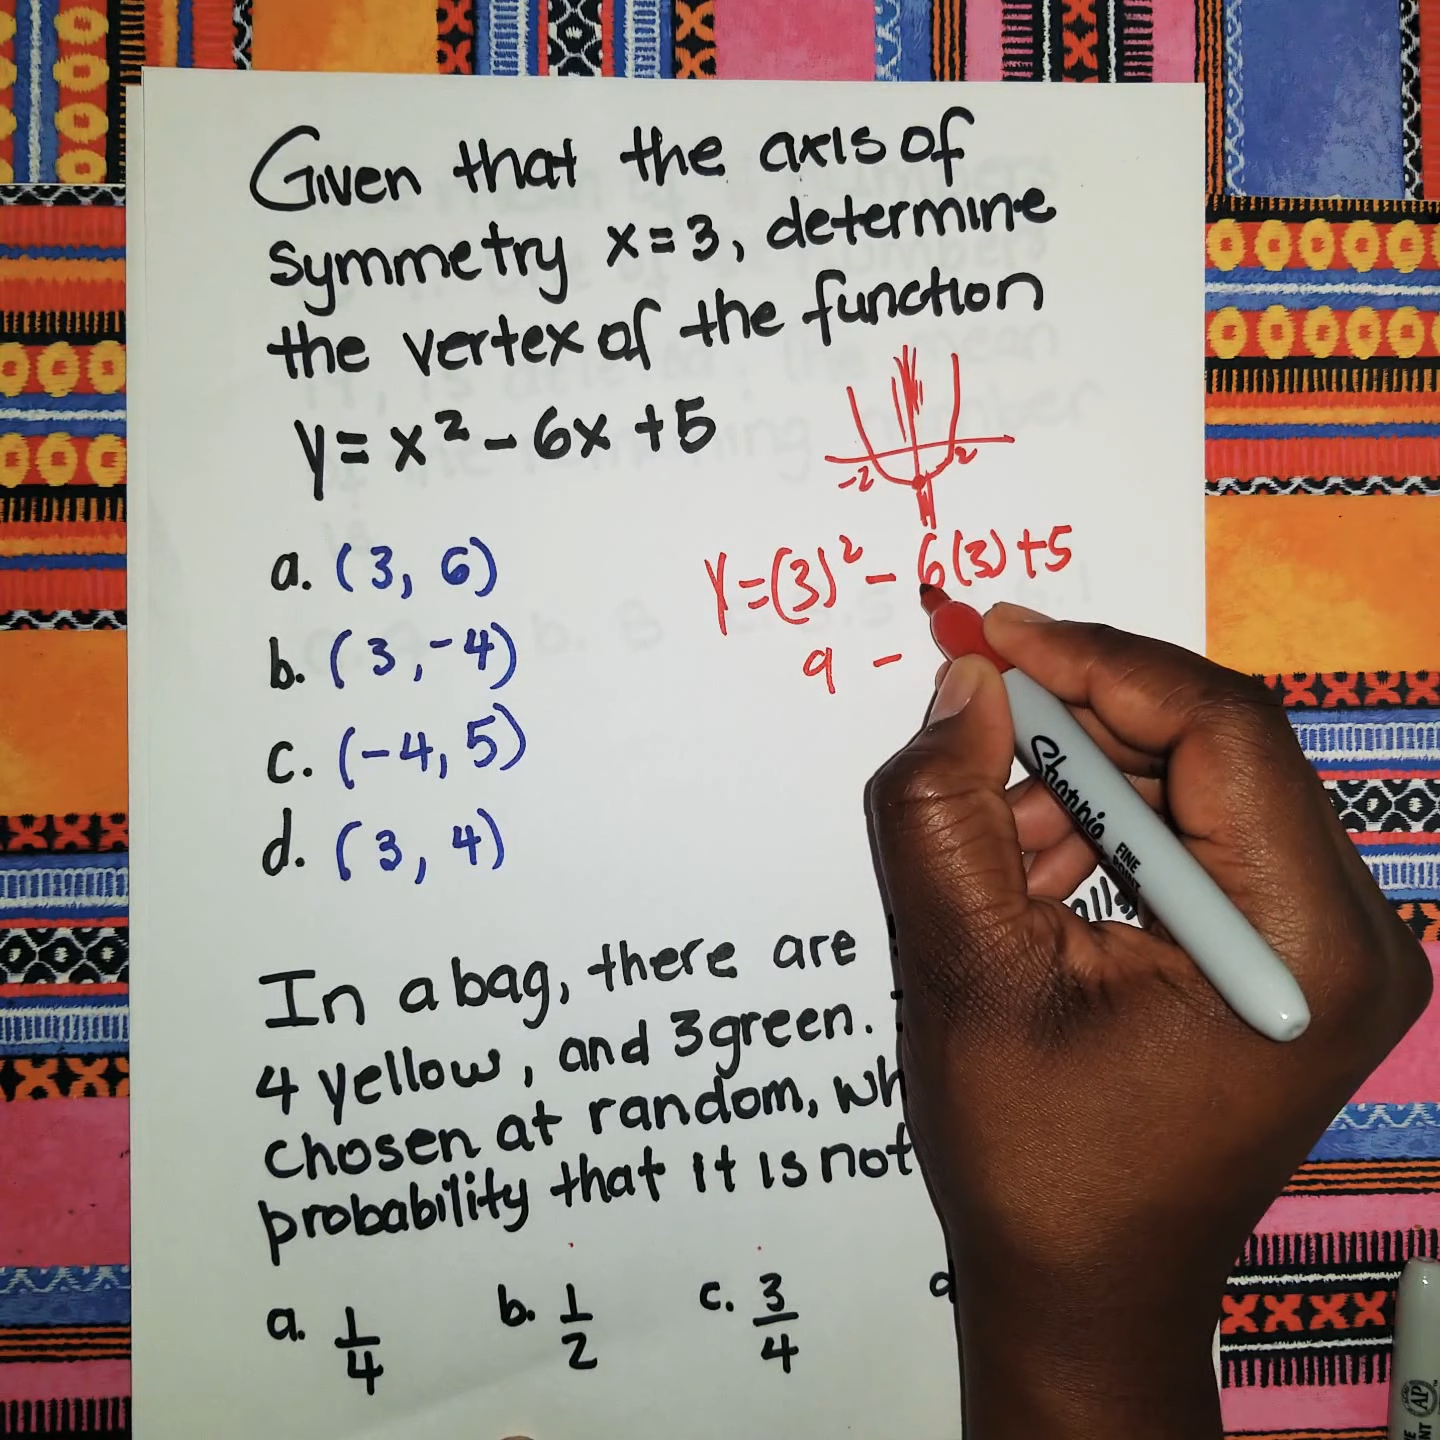 Given that the axis of
symmetry x=3, determine
the vertex of the function
y = x² - 6x + 5
-2 2
a. (3, 6)
y = (3)² - 6(3) + 5
b. (3, -4)
9 -
c. (-4, 5)
d. (3, 4)
Sharpie
FINE
In a bag, there are
4 yellow, and 3 green.
chosen at random, wh
probability that it is not
a. 1/4 b. 1/2 c. 3/4 d
AP